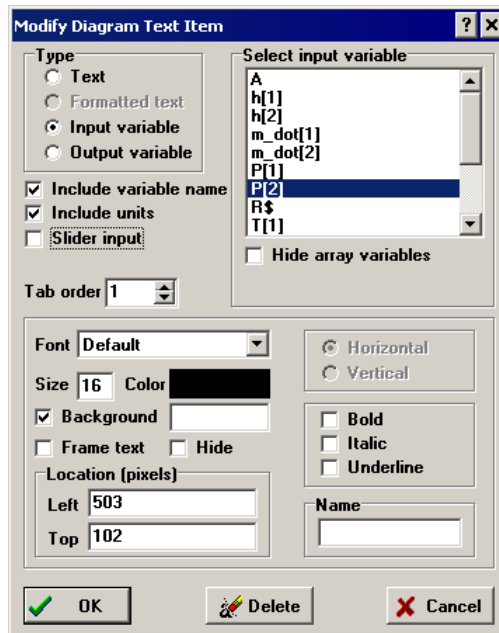 Modify Diagram Text Item
Type
Text
Formatted text
Input variable
Output variable
Include variable name
Include units
Slider input
Tab order 1
Select input variable
A
h[1]
h[2]
m_dot[1]
m_dot[2]
P[1]
P[2]
R$
T[1]
Hide array variables
Font Default
Size 16 Color
Background
Frame text Hide
Location (pixels)
Left 503
Top 102
Horizontal
Vertical
Bold
Italic
Underline
Name
OK Delete Cancel